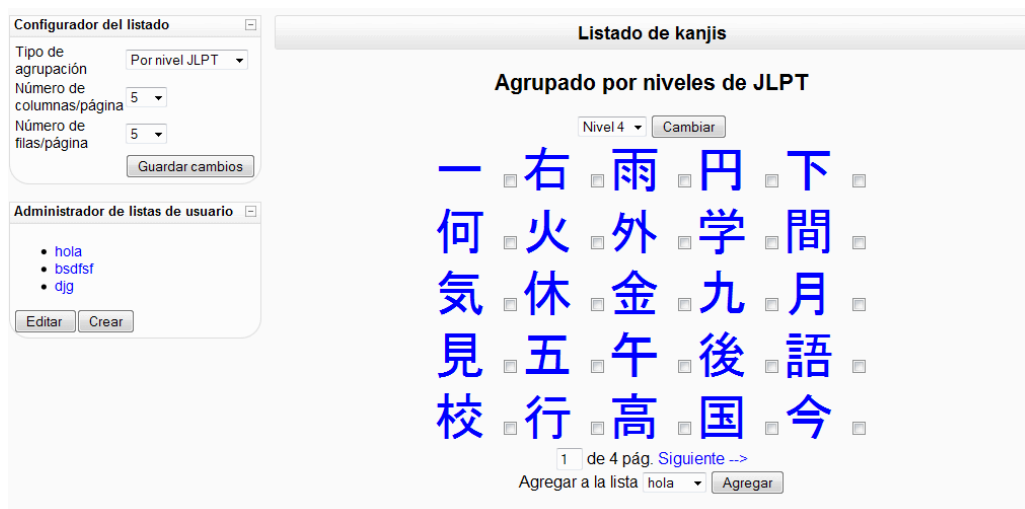 Configurador del listado
Tipo de
agrupación
Por nivel JLPT
Número de
columnas/página
5
Número de
filas/página
5
Guardar cambios
Administrador de listas de usuario
hola
bsdfsf
djg
Editar Crear
Listado de kanjis
Agrupado por niveles de JLPT
Nivel 4 Cambiar
一 右 雨 円 下
何 火 外 学 間
気 休 金 九 月
見 五 午 後 語
校 行 高 国 今
1 de 4 pág. Siguiente -->
Agregar a la lista hola Agregar